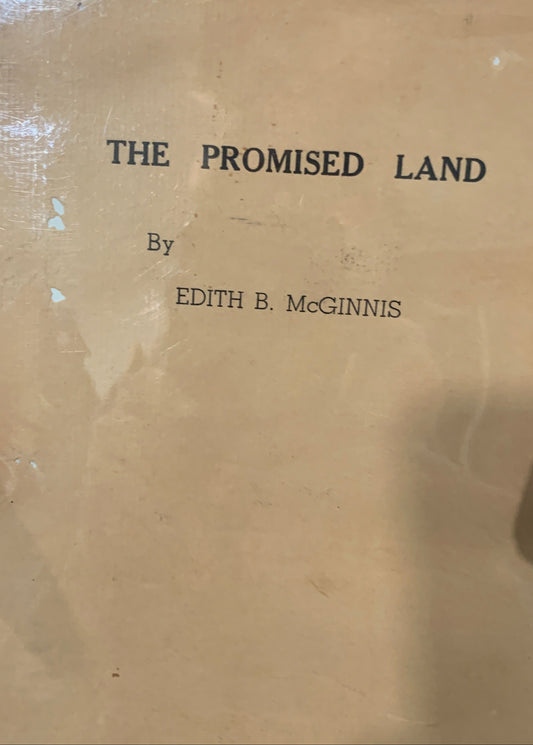 THE PROMISED LAND
By
EDITH B. McGINNIS